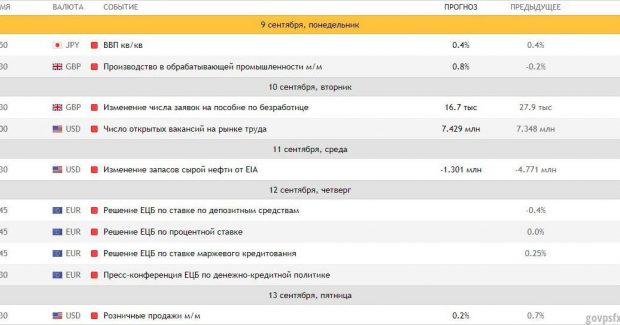 МЯ ВАЛЮТА СОБЫТИЕ ПРОГНОЗ ПРЕДЫДУЩЕЕ
9 сентября, понедельник
50 JPY ВВП кв/кв 0.4% 0.4%
30 GBP Производство в обрабатывающей промышленности м/м 0.8% -0.2%
10 сентября, вторник
30 GBP Изменение числа заявок на пособие по безработице 16.7 тыс 27.9 тыс
00 USD Число открытых вакансий на рынке труда 7.429 млн 7.348 млн
11 сентября, среда
30 USD Изменение запасов сырой нефти от EIA -1.301 млн -4.771 млн
12 сентября, четверг
45 EUR Решение ЕЦБ по ставке по депозитным средствам -0.4%
45 EUR Решение ЕЦБ по процентной ставке 0.0%
45 EUR Решение ЕЦБ по ставке маржевого кредитования 0.25%
30 EUR Пресс-конференция ЕЦБ по денежно-кредитной политике
13 сентября, пятница
30 USD Розничные продажи м/м 0.2% 0.7%
govpsfx